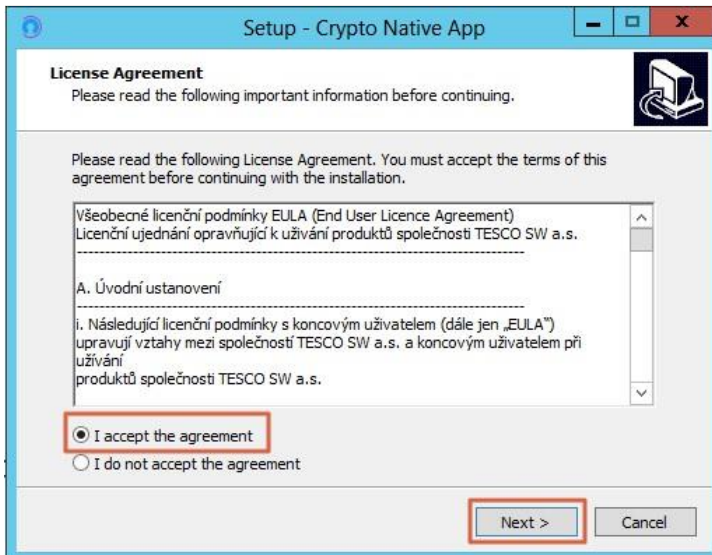 Setup - Crypto Native App
License Agreement
Please read the following important information before continuing.
Please read the following License Agreement. You must accept the terms of this
agreement before continuing with the installation.
Všeobecné licenční podmínky EULA (End User Licence Agreement)
Licenční ujednání opravňující k užívání produktů společnosti TESCO SW a.s.
--------------------------------------------------------------------------------
A. Úvodní ustanovení
--------------------------------------------------------------------------------
i. Následující licenční podmínky s koncovým uživatelem (dále jen „EULA“)
upravují vztahy mezi společností TESCO SW a.s. a koncovým uživatelem při
užívání
produktů společnosti TESCO SW a.s.
I accept the agreement
I do not accept the agreement
Next >
Cancel